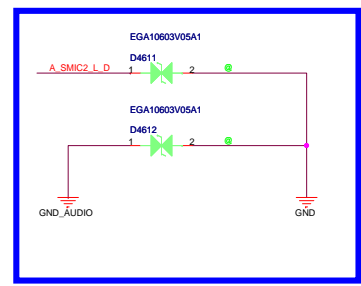 EGA10603V05A1
D4611
A_SMIC2_L_D 1 2 @
EGA10603V05A1
D4612
1 2 @
GND_AUDIO GND